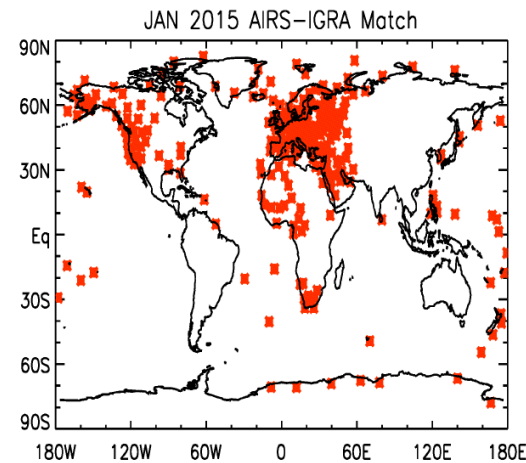 JAN 2015 AIRS-IGRA Match
90N
60N
30N
Eq
30S
60S
90S
180W 120W 60W 0 60E 120E 180E